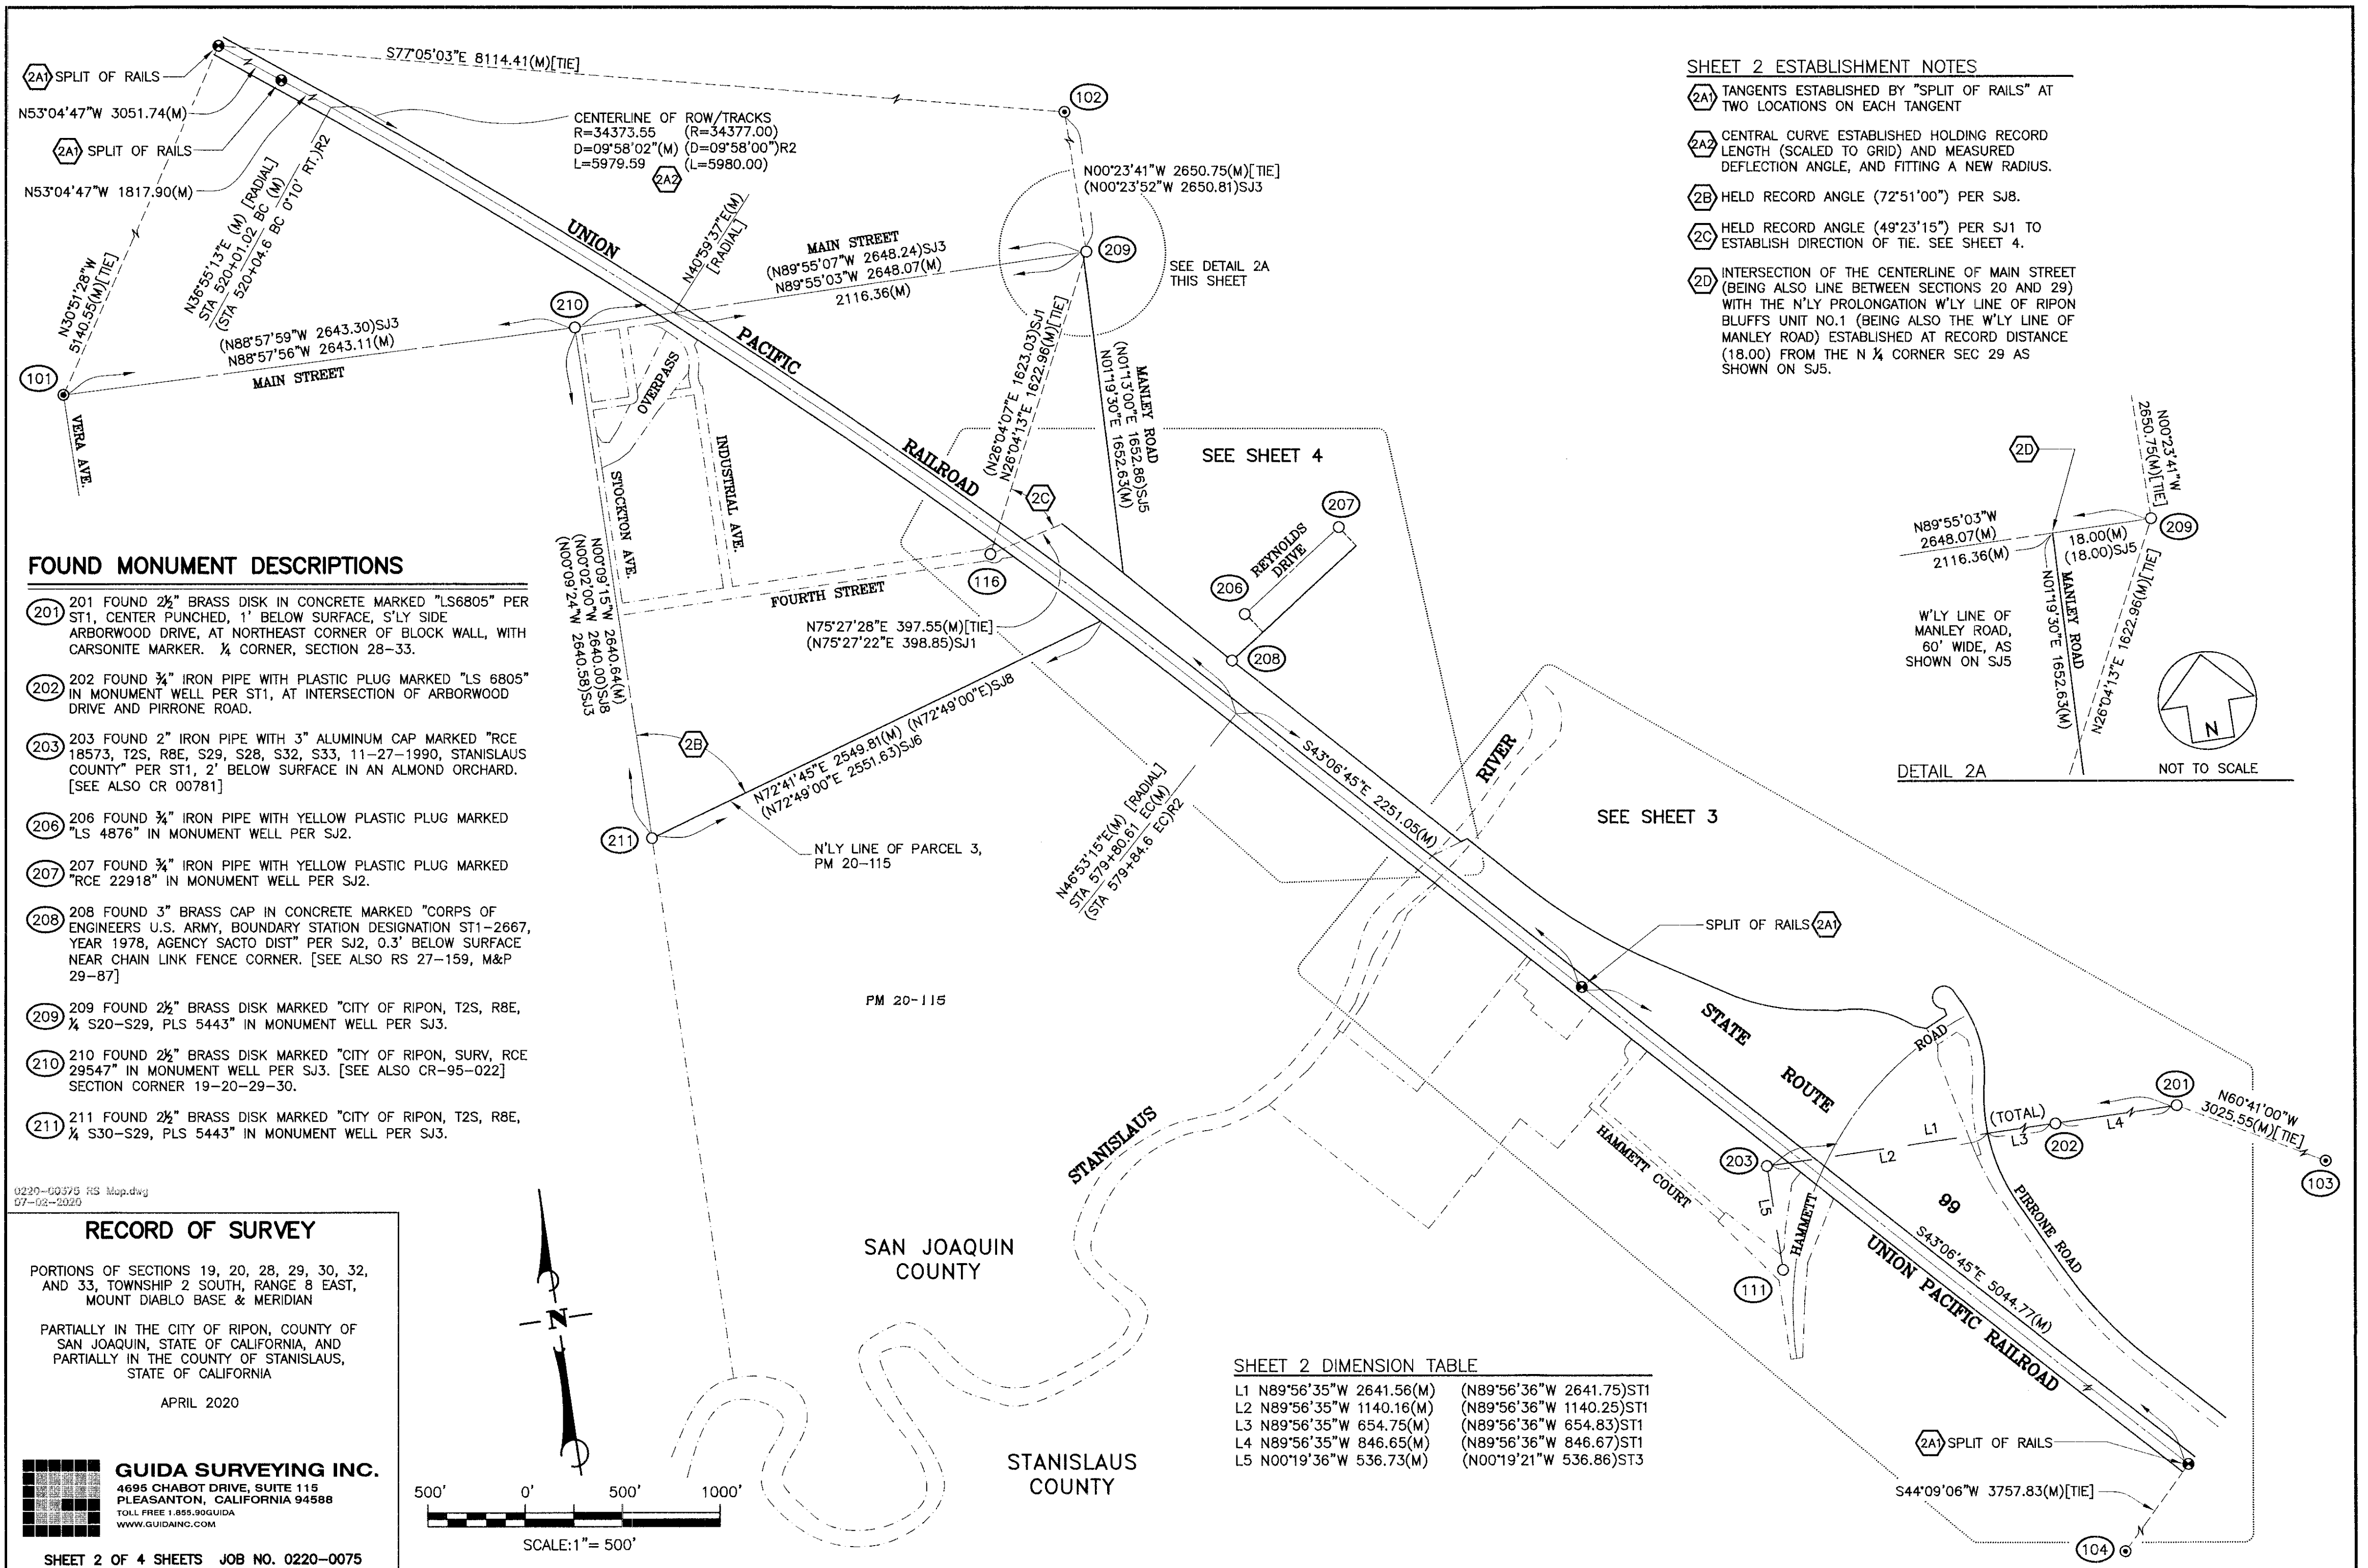 S77°05'03"E 8114.41(M)[TIE]
2A1 SPLIT OF RAILS
N53°04'47"W 3051.74(M)
2A1 SPLIT OF RAILS
N53°04'47"W 1817.90(M)
N30°51'28"W
5140.55(M)[TIE]
N36°55'13"E (M) [RADIAL]
STA 520+01.02 BC (M)
(STA 520+04.6 BC 0°10' RT.)R2
CENTERLINE OF ROW/TRACKS
R=34373.55 (R=34377.00)
D=09°58'02"(M) (D=09°58'00")R2
L=5979.59 (L=5980.00)
2A2
102
N00°23'41"W 2650.75(M)[TIE]
(N00°23'52"W 2650.81)SJ3
209
SEE DETAIL 2A
THIS SHEET
N40°59'37"E(M)
[RADIAL]
MAIN STREET
(N89°55'07"W 2648.24)SJ3
N89°55'03"W 2648.07(M)
2116.36(M)
210
(N88°57'59"W 2643.30)SJ3
N88°57'56"W 2643.11(M)
MAIN STREET
101
VERA AVE.
UNION
PACIFIC
RAILROAD
OVERPASS
STOCKTON AVE.
INDUSTRIAL AVE.
N00°09'15"W 2640.64(M)
(N00°02'00"W 2640.00)SJ8
(N00°09'24"W 2640.58)SJ3
(N26°04'07"E 1623.03)SJ1
N26°04'13"E 1622.96(M)[TIE]
MANLEY ROAD
(N01°13'00"E 1652.86)SJ5
N01°19'30"E 1652.63(M)
2C
116
FOURTH STREET
N75°27'28"E 397.55(M)[TIE]
(N75°27'22"E 398.85)SJ1
SEE SHEET 4
207
REYNOLDS
DRIVE
206
208
2B
N72°41'45"E 2549.81(M) (N72°49'00"E)SJ8
(N72°49'00"E 2551.63)SJ6
211
N'LY LINE OF PARCEL 3,
PM 20-115
N46°53'15"E(M) [RADIAL]
STA 579+80.61 EC(M)
(STA 579+84.6 EC)R2
S43°06'45"E 2251.05(M)
RIVER
SEE SHEET 3
SPLIT OF RAILS 2A1
PM 20-115
STATE
ROUTE
99
ROAD
HAMMETT
HAMMETT COURT
PIRRONE ROAD
201
N60°41'00"W
3025.55(M)[TIE]
(TOTAL)
L1
L2
L3
L4
L5
202
203
103
111
S43°06'45"E 5044.77(M)
UNION PACIFIC RAILROAD
2A1 SPLIT OF RAILS
S44°09'06"W 3757.83(M)[TIE]
104
STANISLAUS
SAN JOAQUIN
COUNTY
STANISLAUS
COUNTY
SHEET 2 ESTABLISHMENT NOTES
2A1 TANGENTS ESTABLISHED BY "SPLIT OF RAILS" AT
TWO LOCATIONS ON EACH TANGENT
2A2 CENTRAL CURVE ESTABLISHED HOLDING RECORD
LENGTH (SCALED TO GRID) AND MEASURED
DEFLECTION ANGLE, AND FITTING A NEW RADIUS.
2B HELD RECORD ANGLE (72°51'00") PER SJ8.
2C HELD RECORD ANGLE (49°23'15") PER SJ1 TO
ESTABLISH DIRECTION OF TIE. SEE SHEET 4.
2D INTERSECTION OF THE CENTERLINE OF MAIN STREET
(BEING ALSO LINE BETWEEN SECTIONS 20 AND 29)
WITH THE N'LY PROLONGATION W'LY LINE OF RIPON
BLUFFS UNIT NO.1 (BEING ALSO THE W'LY LINE OF
MANLEY ROAD) ESTABLISHED AT RECORD DISTANCE
(18.00) FROM THE N ¼ CORNER SEC 29 AS
SHOWN ON SJ5.
2D
N00°23'41"W
2650.75(M)[TIE]
N89°55'03"W
2648.07(M)
2116.36(M)
18.00(M)
(18.00)SJ5
209
MANLEY ROAD
N01°19'30"E 1652.63(M)
N26°04'13"E 1622.96(M)[TIE]
W'LY LINE OF
MANLEY ROAD,
60' WIDE, AS
SHOWN ON SJ5
N
DETAIL 2A NOT TO SCALE
FOUND MONUMENT DESCRIPTIONS
201 201 FOUND 2½" BRASS DISK IN CONCRETE MARKED "LS6805" PER
ST1, CENTER PUNCHED, 1' BELOW SURFACE, S'LY SIDE
ARBORWOOD DRIVE, AT NORTHEAST CORNER OF BLOCK WALL, WITH
CARSONITE MARKER. ¼ CORNER, SECTION 28-33.
202 202 FOUND ¾" IRON PIPE WITH PLASTIC PLUG MARKED "LS 6805"
IN MONUMENT WELL PER ST1, AT INTERSECTION OF ARBORWOOD
DRIVE AND PIRRONE ROAD.
203 203 FOUND 2" IRON PIPE WITH 3" ALUMINUM CAP MARKED "RCE
18573, T2S, R8E, S29, S28, S32, S33, 11-27-1990, STANISLAUS
COUNTY" PER ST1, 2' BELOW SURFACE IN AN ALMOND ORCHARD.
[SEE ALSO CR 00781]
206 206 FOUND ¾" IRON PIPE WITH YELLOW PLASTIC PLUG MARKED
"LS 4876" IN MONUMENT WELL PER SJ2.
207 207 FOUND ¾" IRON PIPE WITH YELLOW PLASTIC PLUG MARKED
"RCE 22918" IN MONUMENT WELL PER SJ2.
208 208 FOUND 3" BRASS CAP IN CONCRETE MARKED "CORPS OF
ENGINEERS U.S. ARMY, BOUNDARY STATION DESIGNATION ST1-2667,
YEAR 1978, AGENCY SACTO DIST" PER SJ2, 0.3' BELOW SURFACE
NEAR CHAIN LINK FENCE CORNER. [SEE ALSO RS 27-159, M&P
29-87]
209 209 FOUND 2½" BRASS DISK MARKED "CITY OF RIPON, T2S, R8E,
¼ S20-S29, PLS 5443" IN MONUMENT WELL PER SJ3.
210 210 FOUND 2½" BRASS DISK MARKED "CITY OF RIPON, SURV, RCE
29547" IN MONUMENT WELL PER SJ3. [SEE ALSO CR-95-022]
SECTION CORNER 19-20-29-30.
211 211 FOUND 2½" BRASS DISK MARKED "CITY OF RIPON, T2S, R8E,
¼ S30-S29, PLS 5443" IN MONUMENT WELL PER SJ3.
0220-00375 RS Map.dwg
07-02-2020
RECORD OF SURVEY
PORTIONS OF SECTIONS 19, 20, 28, 29, 30, 32,
AND 33, TOWNSHIP 2 SOUTH, RANGE 8 EAST,
MOUNT DIABLO BASE & MERIDIAN
PARTIALLY IN THE CITY OF RIPON, COUNTY OF
SAN JOAQUIN, STATE OF CALIFORNIA, AND
PARTIALLY IN THE COUNTY OF STANISLAUS,
STATE OF CALIFORNIA
APRIL 2020
GUIDA SURVEYING INC.
4695 CHABOT DRIVE, SUITE 115
PLEASANTON, CALIFORNIA 94588
TOLL FREE 1.855.90GUIDA
WWW.GUIDAINC.COM
SHEET 2 OF 4 SHEETS JOB NO. 0220-0075
N
500' 0' 500' 1000'
SCALE:1"= 500'
SHEET 2 DIMENSION TABLE
L1 N89°56'35"W 2641.56(M) (N89°56'36"W 2641.75)ST1
L2 N89°56'35"W 1140.16(M) (N89°56'36"W 1140.25)ST1
L3 N89°56'35"W 654.75(M) (N89°56'36"W 654.83)ST1
L4 N89°56'35"W 846.65(M) (N89°56'36"W 846.67)ST1
L5 N00°19'36"W 536.73(M) (N00°19'21"W 536.86)ST3